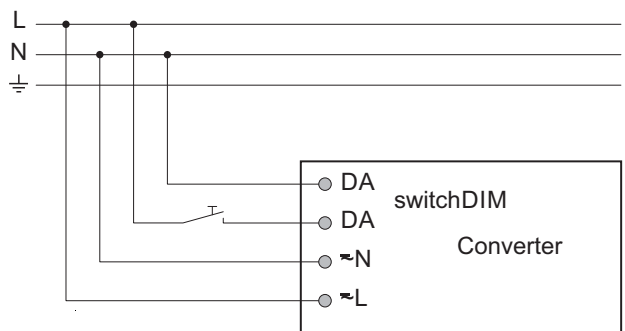 L
N
DA
switchDIM
DA
Converter
≂N
≂L